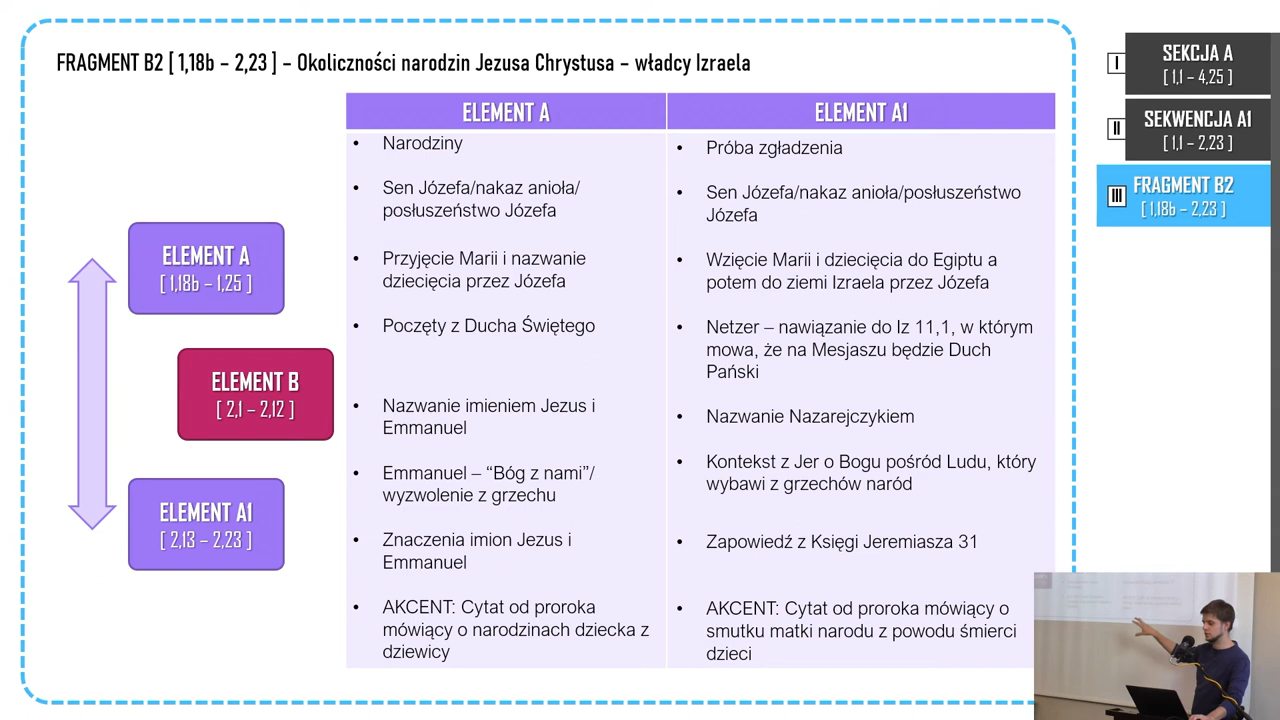 FRAGMENT B2 [ 1,18b – 2,23 ] – Okoliczności narodzin Jezusa Chrystusa – władcy Izraela
ELEMENT A
[ 1,18b – 1,25 ]
ELEMENT B
[ 2,1 – 2,12 ]
ELEMENT A1
[ 2,13 – 2,23 ]
ELEMENT A
• Narodziny
• Sen Józefa/nakaz anioła/
posłuszeństwo Józefa
• Przyjęcie Marii i nazwanie
dziecięcia przez Józefa
• Poczęty z Ducha Świętego
• Nazwanie imieniem Jezus i
Emmanuel
• Emmanuel – “Bóg z nami”/
wyzwolenie z grzechu
• Znaczenia imion Jezus i
Emmanuel
• AKCENT: Cytat od proroka
mówiący o narodzinach dziecka z
dziewicy
ELEMENT A1
• Próba zgładzenia
• Sen Józefa/nakaz anioła/posłuszeństwo
Józefa
• Wzięcie Marii i dziecięcia do Egiptu a
potem do ziemi Izraela przez Józefa
• Netzer – nawiązanie do Iz 11,1, w którym
mowa, że na Mesjaszu będzie Duch
Pański
• Nazwanie Nazarejczykiem
• Kontekst z Jer o Bogu pośród Ludu, który
wybawi z grzechów naród
• Zapowiedź z Księgi Jeremiasza 31
• AKCENT: Cytat od proroka mówiący o
smutku matki narodu z powodu śmierci
dzieci
I
SEKCJA A
[ 1,1 – 4,25 ]
II
SEKWENCJA A1
[ 1,1 – 2,23 ]
III
FRAGMENT B2
[ 1,18b – 2,23 ]